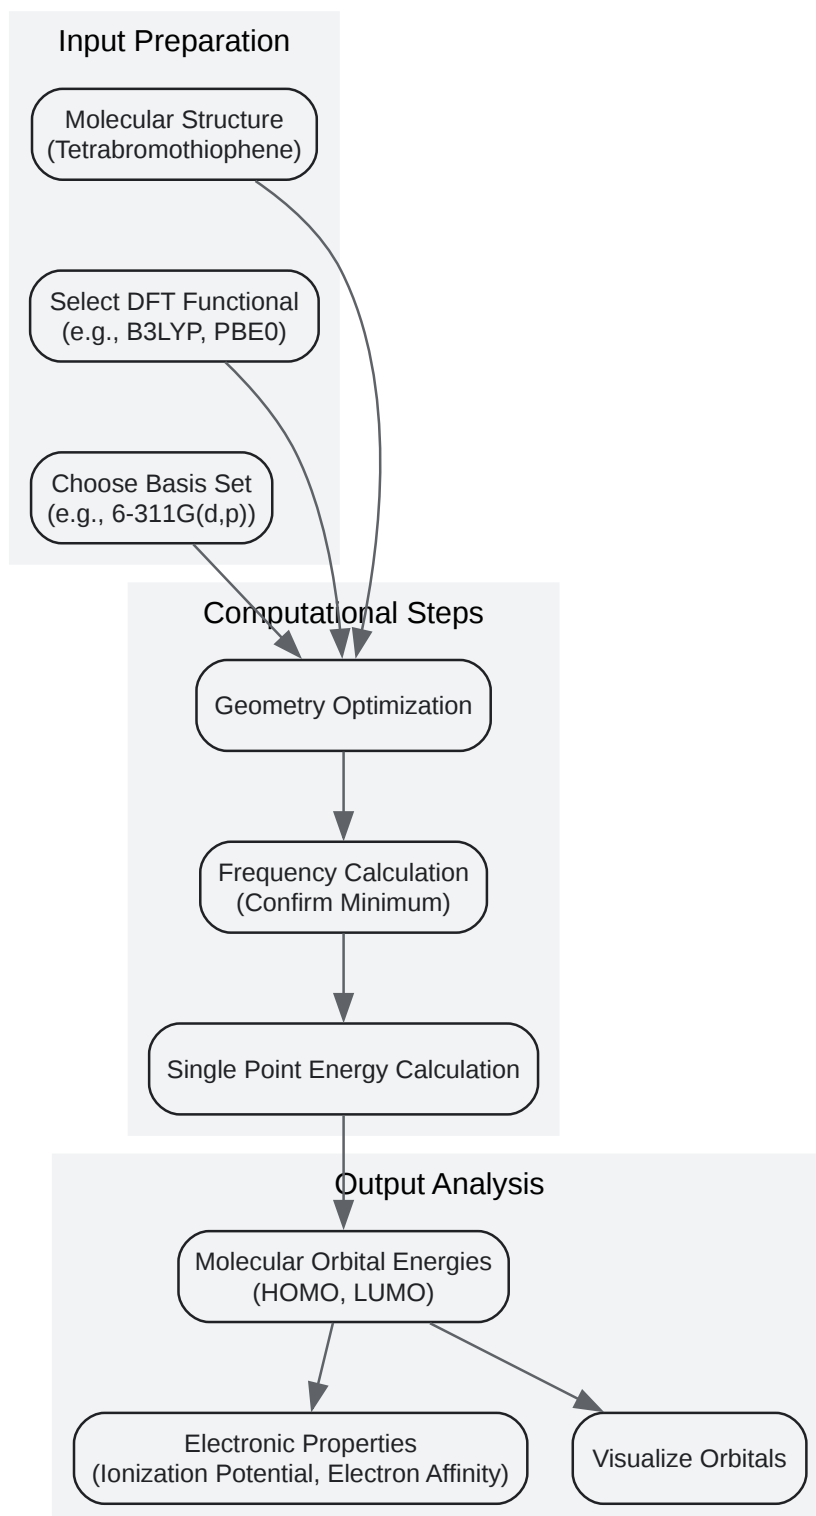 Input Preparation
Molecular Structure
(Tetrabromothiophene)
Select DFT Functional
(e.g., B3LYP, PBE0)
Choose Basis Set
(e.g., 6-311G(d,p))
Computational Steps
Geometry Optimization
Frequency Calculation
(Confirm Minimum)
Single Point Energy Calculation
Output Analysis
Molecular Orbital Energies
(HOMO, LUMO)
Electronic Properties
(Ionization Potential, Electron Affinity)
Visualize Orbitals